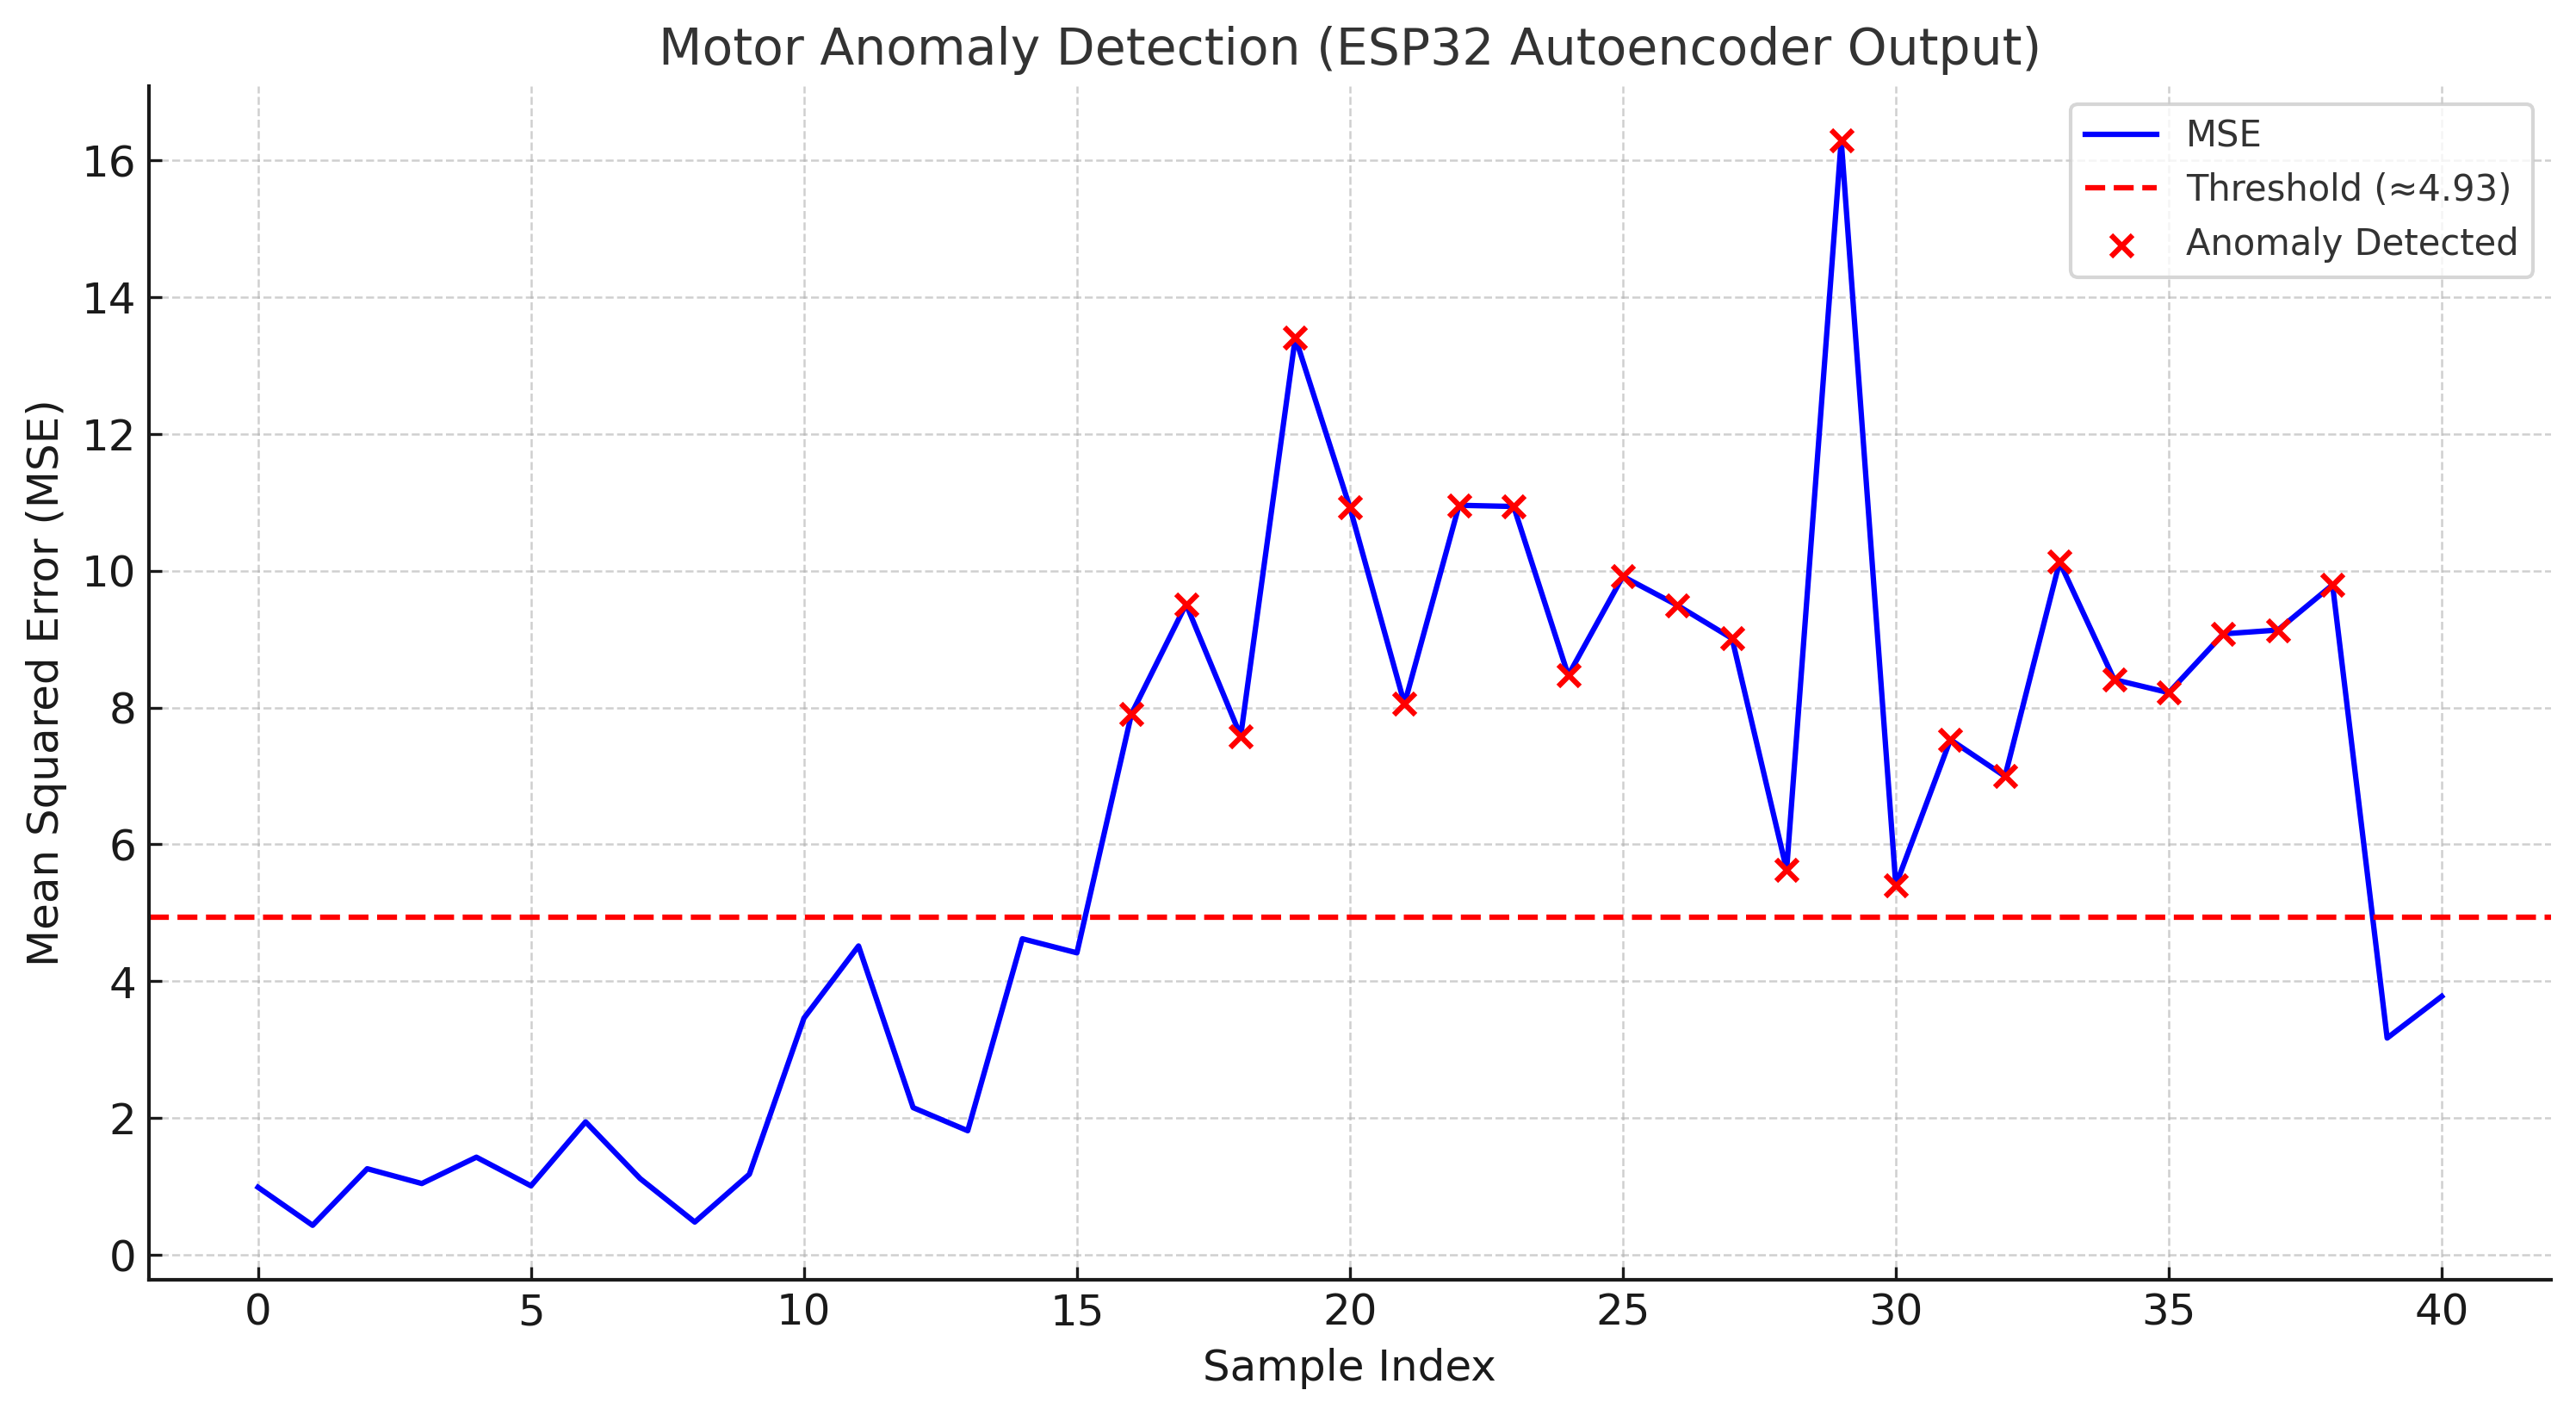 Motor Anomaly Detection (ESP32 Autoencoder Output)
MSE
Threshold (≈4.93)
Anomaly Detected
Mean Squared Error (MSE)
16
14
12
10
8
6
4
2
0
0 5 10 15 20 25 30 35 40
Sample Index